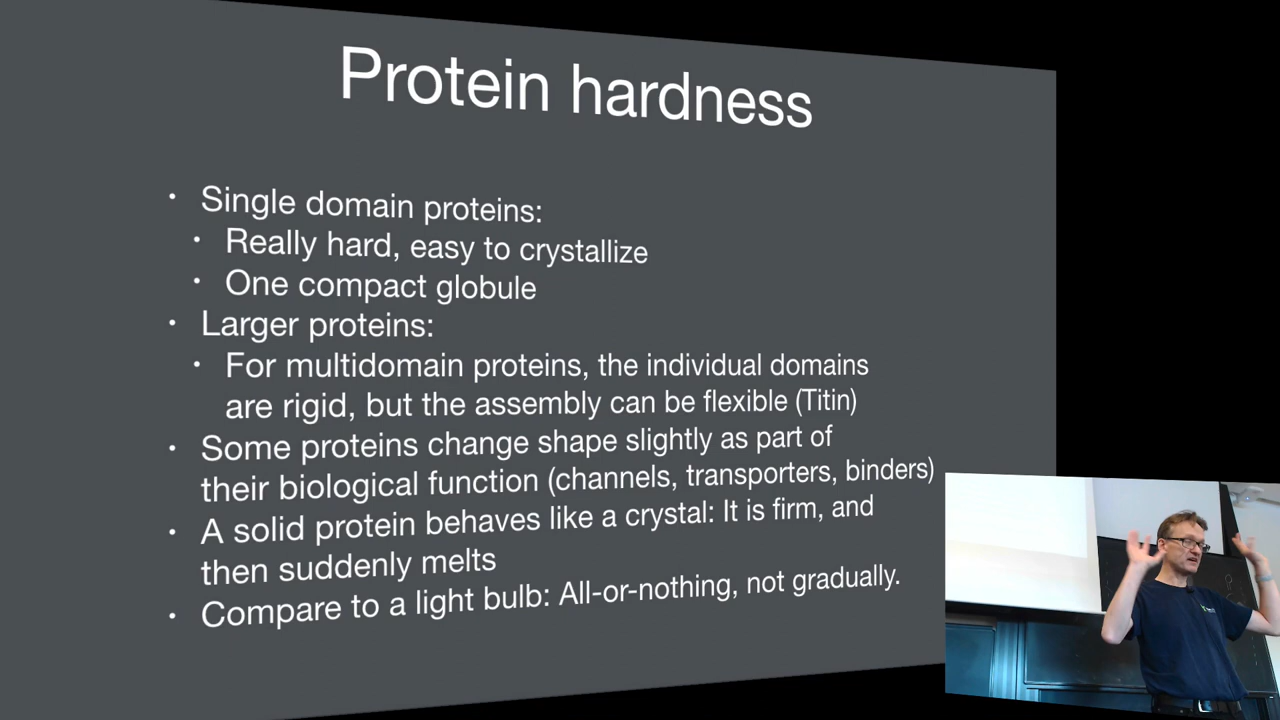 Protein hardness
• Single domain proteins:
• Really hard, easy to crystallize
• One compact globule
• Larger proteins:
• For multidomain proteins, the individual domains
are rigid, but the assembly can be flexible (Titin)
• Some proteins change shape slightly as part of
their biological function (channels, transporters, binders)
• A solid protein behaves like a crystal: It is firm, and
then suddenly melts
• Compare to a light bulb: All-or-nothing, not gradually.